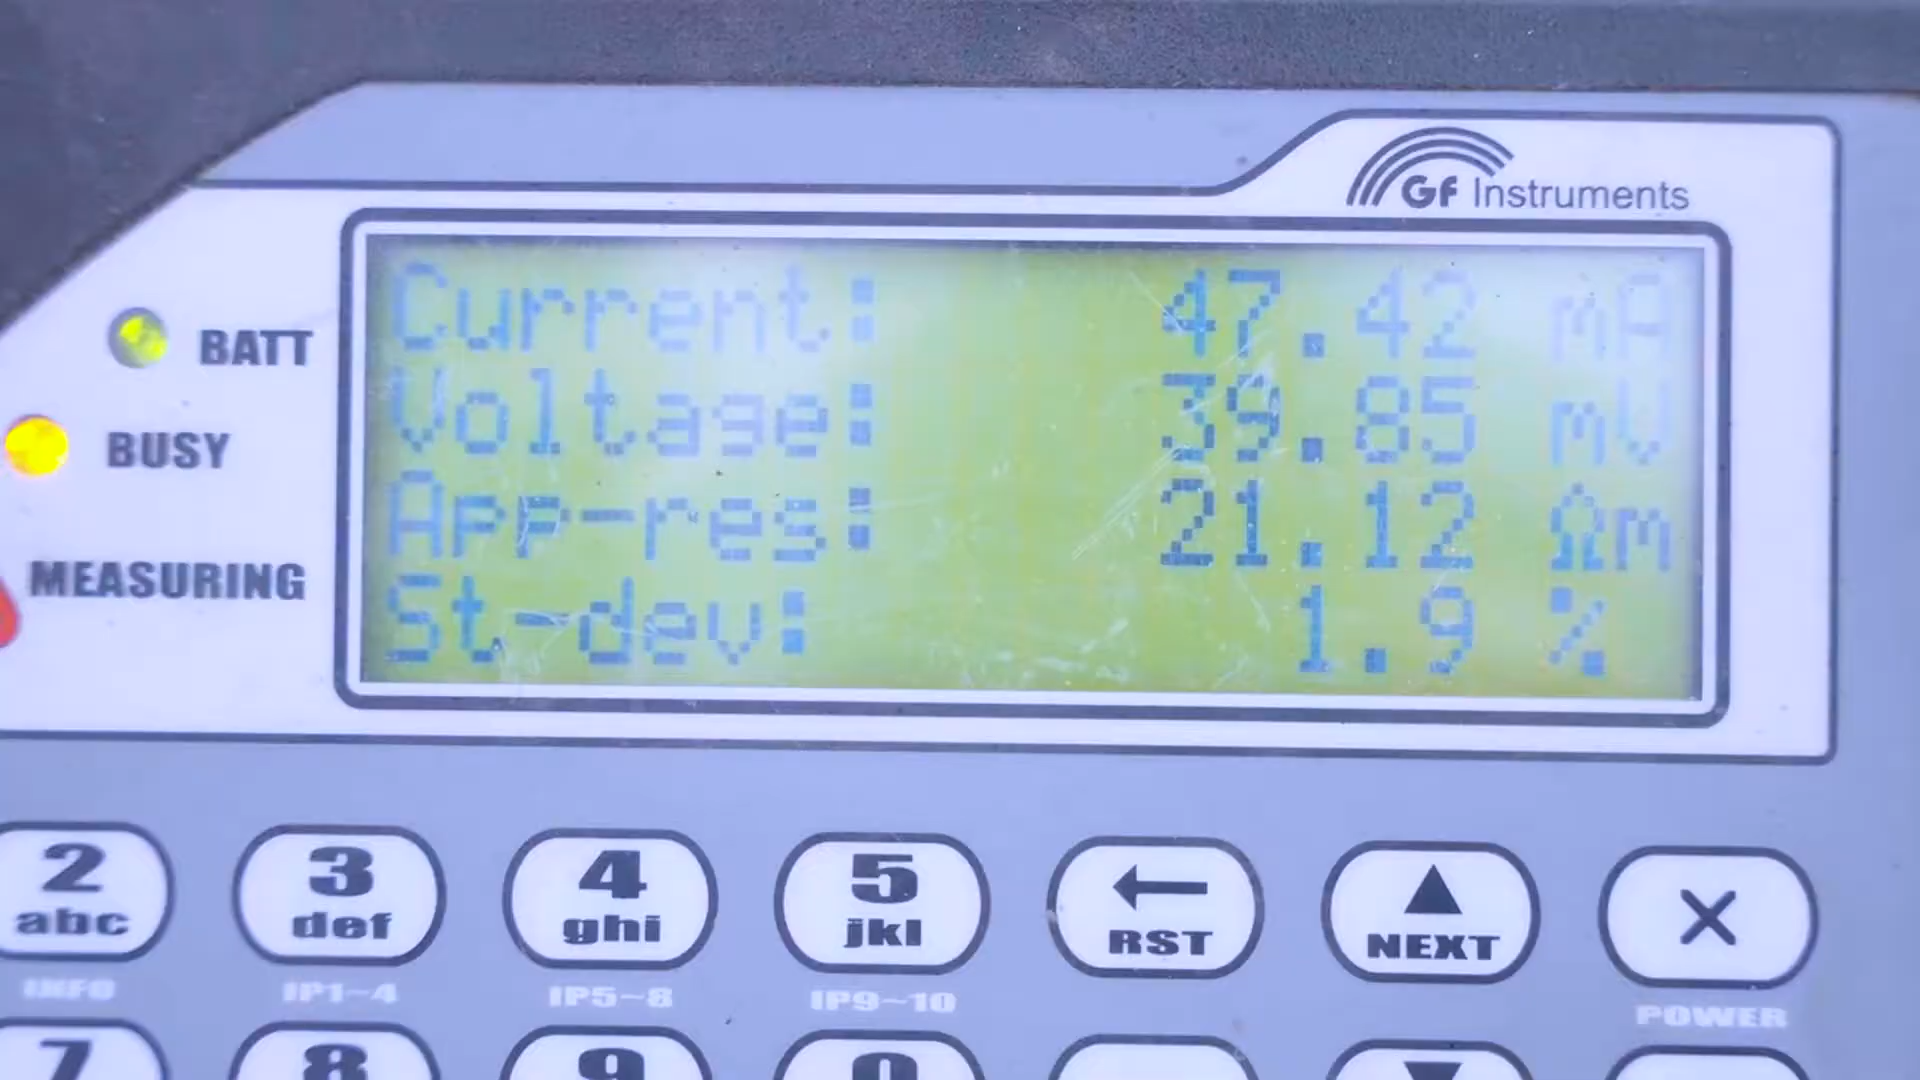 GF Instruments
Current: 47.42 mA
Voltage: 39.85 mV
App-res: 21.12 Ωm
St-dev: 1.9 %
BATT
BUSY
MEASURING
2 3 4 5 ← ▲ ×
abc def ghi jkl RST NEXT
INFO IP1~4 IP5~8 IP9~10 POWER
7 8 9 0